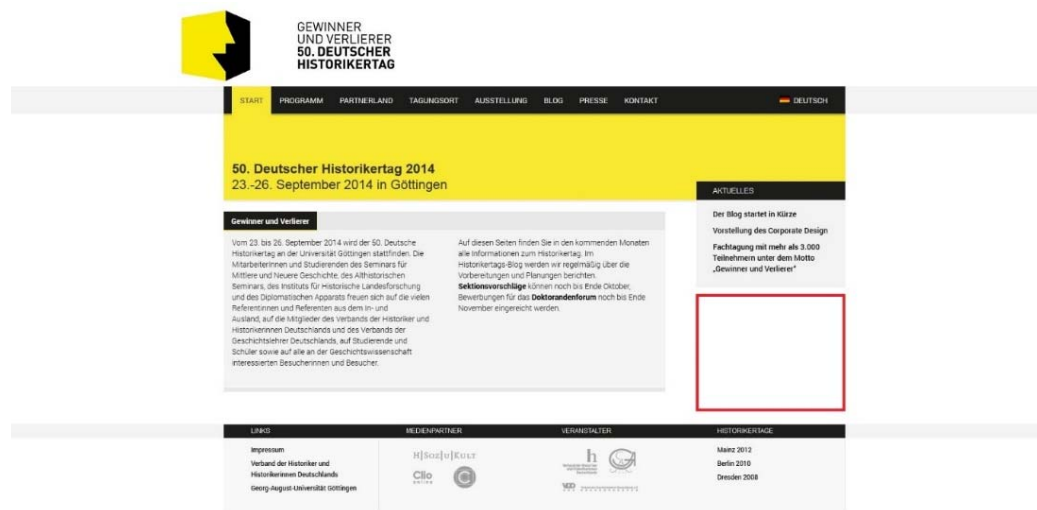 GEWINNER
UND VERLIERER
50. DEUTSCHER
HISTORIKERTAG
START PROGRAMM PARTNERLAND TAGUNGSORT AUSSTELLUNG BLOG PRESSE KONTAKT DEUTSCH
50. Deutscher Historikertag 2014
23.-26. September 2014 in Göttingen
Gewinner und Verlierer
Vom 23. bis 26. September 2014 wird der 50. Deutsche
Historikertag an der Universität Göttingen stattfinden. Die
MitarbeiterInnen und Studierenden des Seminars für
Mittlere und Neuere Geschichte, des Althistorischen
Seminars, des Instituts für Historische Landesforschung
und des Diplomatischen Apparats freuen sich auf die vielen
Referentinnen und Referenten aus dem In- und
Ausland, auf die Mitglieder des Verbands der Historiker und
Historikerinnen Deutschlands und des Verbands der
Geschichtslehrer Deutschlands, auf Studierende und
Schüler sowie auf alle an der Geschichtswissenschaft
interessierten Besucherinnen und Besucher.
Auf diesen Seiten finden Sie in den kommenden Monaten
alle Informationen zum Historikertag. Im
Historikertags-Blog werden wir regelmäßig über die
Vorbereitungen und Planungen berichten.
Sektionsvorschläge können noch bis Ende Oktober,
Bewerbungen für das Doktorandenforum noch bis Ende
November eingereicht werden.
AKTUELLES
Der Blog startet in Kürze
Vorstellung des Corporate Design
Fachtagung mit mehr als 3.000
Teilnehmern unter dem Motto
„Gewinner und Verlierer"
LINKS
Impressum
Verband der Historiker und
Historikerinnen Deutschlands
Georg-August-Universität Göttingen
MEDIENPARTNER
H|SOZ|U|KULT
Clio
online
VERANSTALTER
h
HISTORIKERTAGE
Mainz 2012
Berlin 2010
Dresden 2008